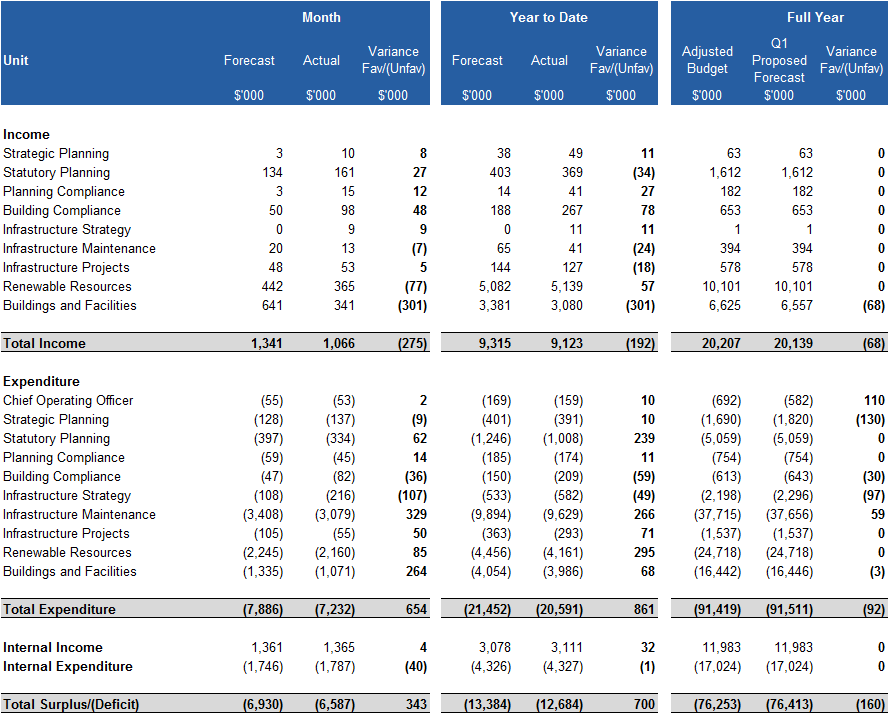 Month Year to Date Full Year
Unit Forecast Actual Variance Fav/(Unfav) Forecast Actual Variance Fav/(Unfav) Adjusted Budget Q1 Proposed Forecast Variance Fav/(Unfav)
$'000 $'000 $'000 $'000 $'000 $'000 $'000 $'000 $'000
Income
Strategic Planning 3 10 8 38 49 11 63 63 0
Statutory Planning 134 161 27 403 369 (34) 1,612 1,612 0
Planning Compliance 3 15 12 14 41 27 182 182 0
Building Compliance 50 98 48 188 267 78 653 653 0
Infrastructure Strategy 0 9 9 0 11 11 1 1 0
Infrastructure Maintenance 20 13 (7) 65 41 (24) 394 394 0
Infrastructure Projects 48 53 5 144 127 (18) 578 578 0
Renewable Resources 442 365 (77) 5,082 5,139 57 10,101 10,101 0
Buildings and Facilities 641 341 (301) 3,381 3,080 (301) 6,625 6,557 (68)
Total Income 1,341 1,066 (275) 9,315 9,123 (192) 20,207 20,139 (68)
Expenditure
Chief Operating Officer (55) (53) 2 (169) (159) 10 (692) (582) 110
Strategic Planning (128) (137) (9) (401) (391) 10 (1,690) (1,820) (130)
Statutory Planning (397) (334) 62 (1,246) (1,008) 239 (5,059) (5,059) 0
Planning Compliance (59) (45) 14 (185) (174) 11 (754) (754) 0
Building Compliance (47) (82) (36) (150) (209) (59) (613) (643) (30)
Infrastructure Strategy (108) (216) (107) (533) (582) (49) (2,198) (2,296) (97)
Infrastructure Maintenance (3,408) (3,079) 329 (9,894) (9,629) 266 (37,715) (37,656) 59
Infrastructure Projects (105) (55) 50 (363) (293) 71 (1,537) (1,537) 0
Renewable Resources (2,245) (2,160) 85 (4,456) (4,161) 295 (24,718) (24,718) 0
Buildings and Facilities (1,335) (1,071) 264 (4,054) (3,986) 68 (16,442) (16,446) (3)
Total Expenditure (7,886) (7,232) 654 (21,452) (20,591) 861 (91,419) (91,511) (92)
Internal Income 1,361 1,365 4 3,078 3,111 32 11,983 11,983 0
Internal Expenditure (1,746) (1,787) (40) (4,326) (4,327) (1) (17,024) (17,024) 0
Total Surplus/(Deficit) (6,930) (6,587) 343 (13,384) (12,684) 700 (76,253) (76,413) (160)